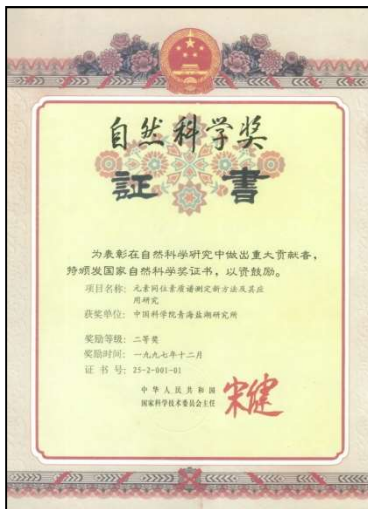 自然科学奖
証書
为表彰在自然科学研究中做出重大贡献者，
特颁发国家自然科学奖证书，以资鼓励。
项目名称：元素同位素质谱测定新方法及其应
用研究
获奖单位：中国科学院青海盐湖研究所
奖励等级：二等奖
奖励时间：一九九七年十二月
证 书 号：25-2-001-01
中华人民共和国
国家科学技术委员会主任
宋健